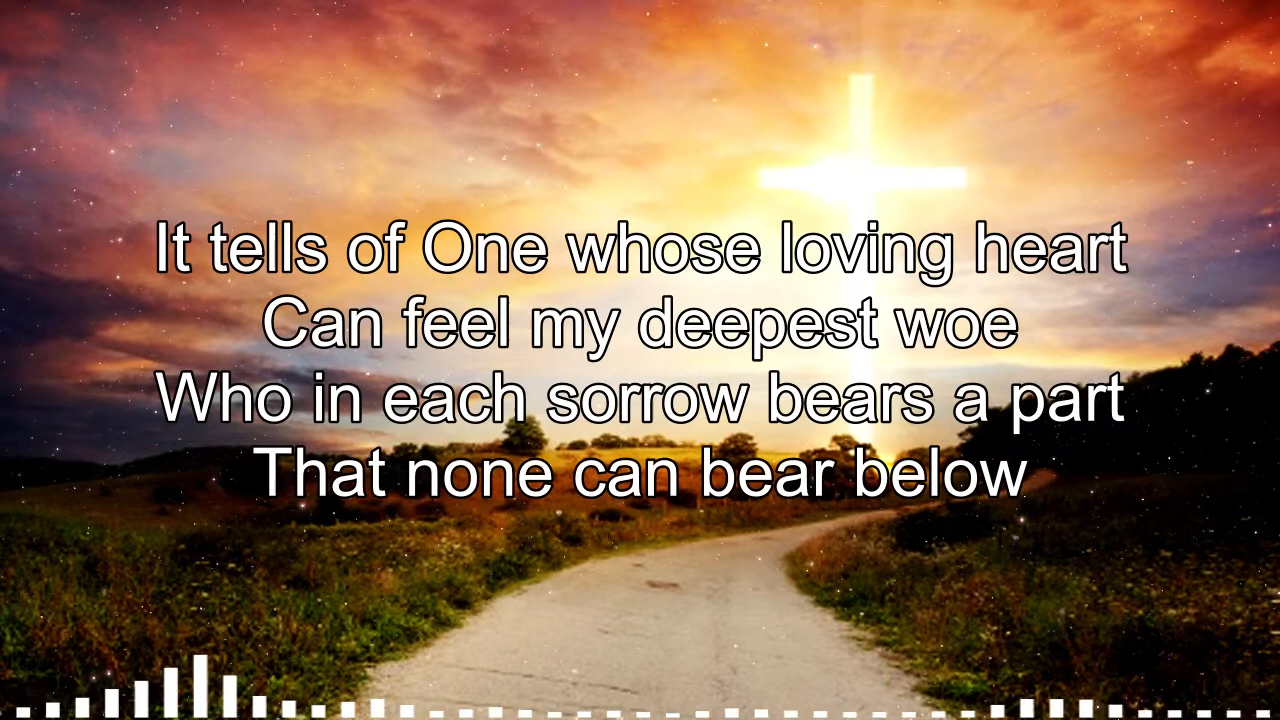 It tells of One whose loving heart
Can feel my deepest woe
Who in each sorrow bears a part
That none can bear below